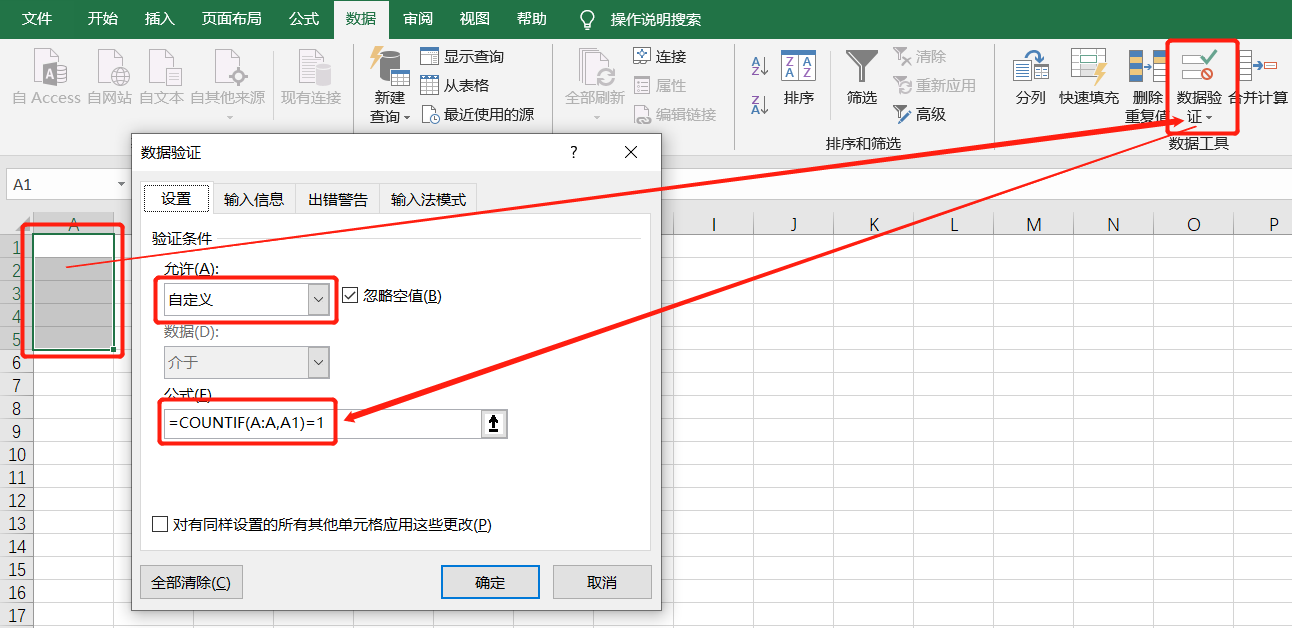 文件 开始 插入 页面布局 公式 数据 审阅 视图 帮助 操作说明搜索
自 Access 自网站 自文本 自其他来源 现有连接
新建
查询
显示查询
从表格
最近使用的源
全部刷新
连接
属性
编辑链接
排序
筛选
清除
重新应用
高级
排序和筛选
分列 快速填充
删除
重复值
数据验
证
合并计算
数据工具
A1
A I J K L M N O P
1
2
3
4
5
6
7
8
9
10
11
12
13
14
15
16
17
数据验证 ?
设置 输入信息 出错警告 输入法模式
验证条件
允许(A):
自定义 忽略空值(B)
数据(D):
介于
公式(F)
=COUNTIF(A:A,A1)=1
对有同样设置的所有其他单元格应用这些更改(P)
全部清除(C) 确定 取消